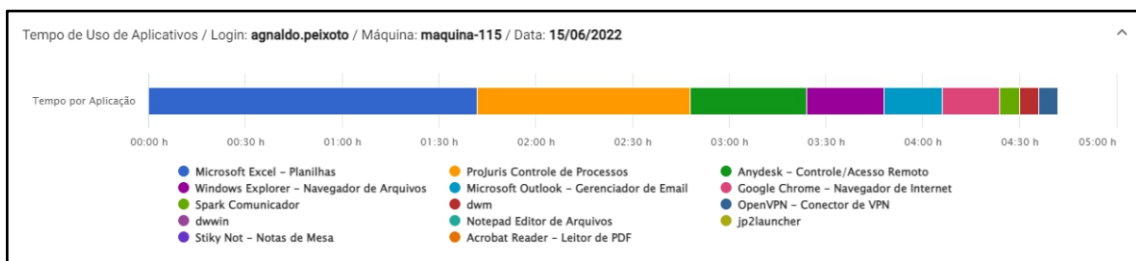 Tempo de Uso de Aplicativos / Login: agnaldo.peixoto / Máquina: maquina-115 / Data: 15/06/2022
Tempo por Aplicação
00:00 h 00:30 h 01:00 h 01:30 h 02:00 h 02:30 h 03:00 h 03:30 h 04:00 h 04:30 h 05:00 h
Microsoft Excel – Planilhas ProJuris Controle de Processos Anydesk – Controle/Acesso Remoto
Windows Explorer – Navegador de Arquivos Microsoft Outlook – Gerenciador de Email Google Chrome – Navegador de Internet
Spark Comunicador dwm OpenVPN – Conector de VPN
dwwin Notepad Editor de Arquivos jp2launcher
Stiky Not – Notas de Mesa Acrobat Reader – Leitor de PDF